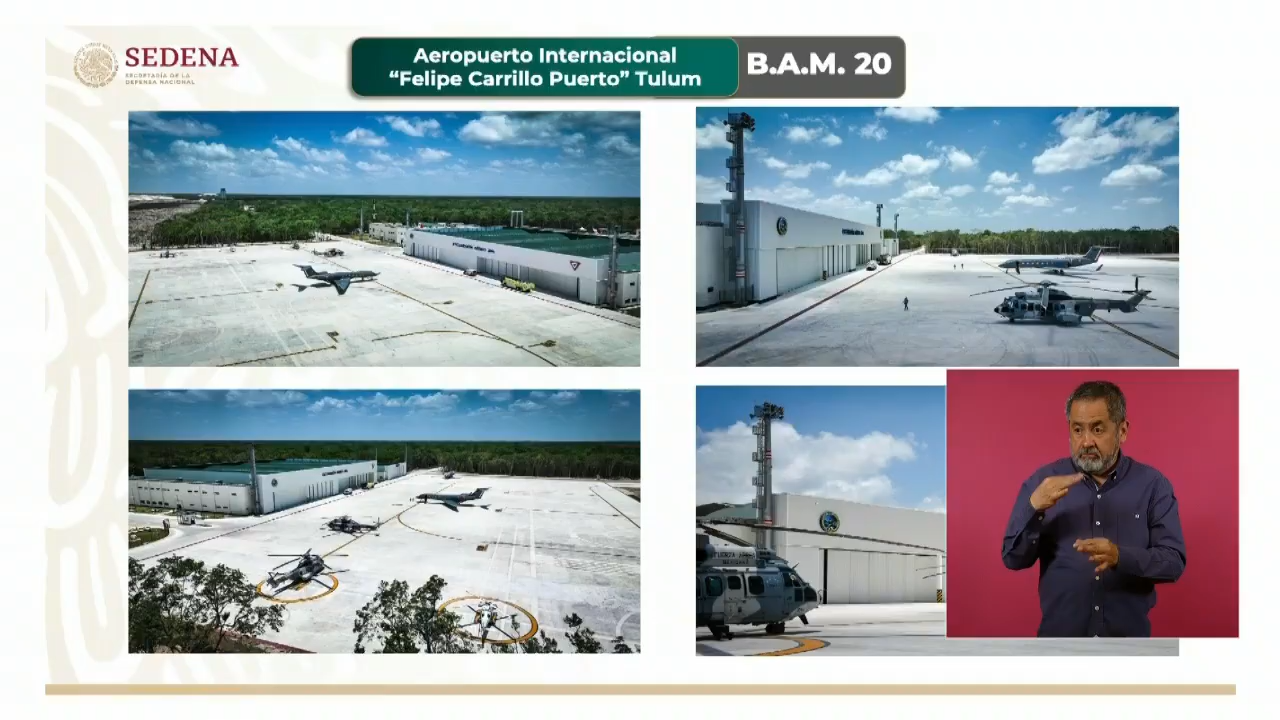 SEDENA
SECRETARÍA DE LA
DEFENSA NACIONAL
Aeropuerto Internacional
“Felipe Carrillo Puerto” Tulum
B.A.M. 20